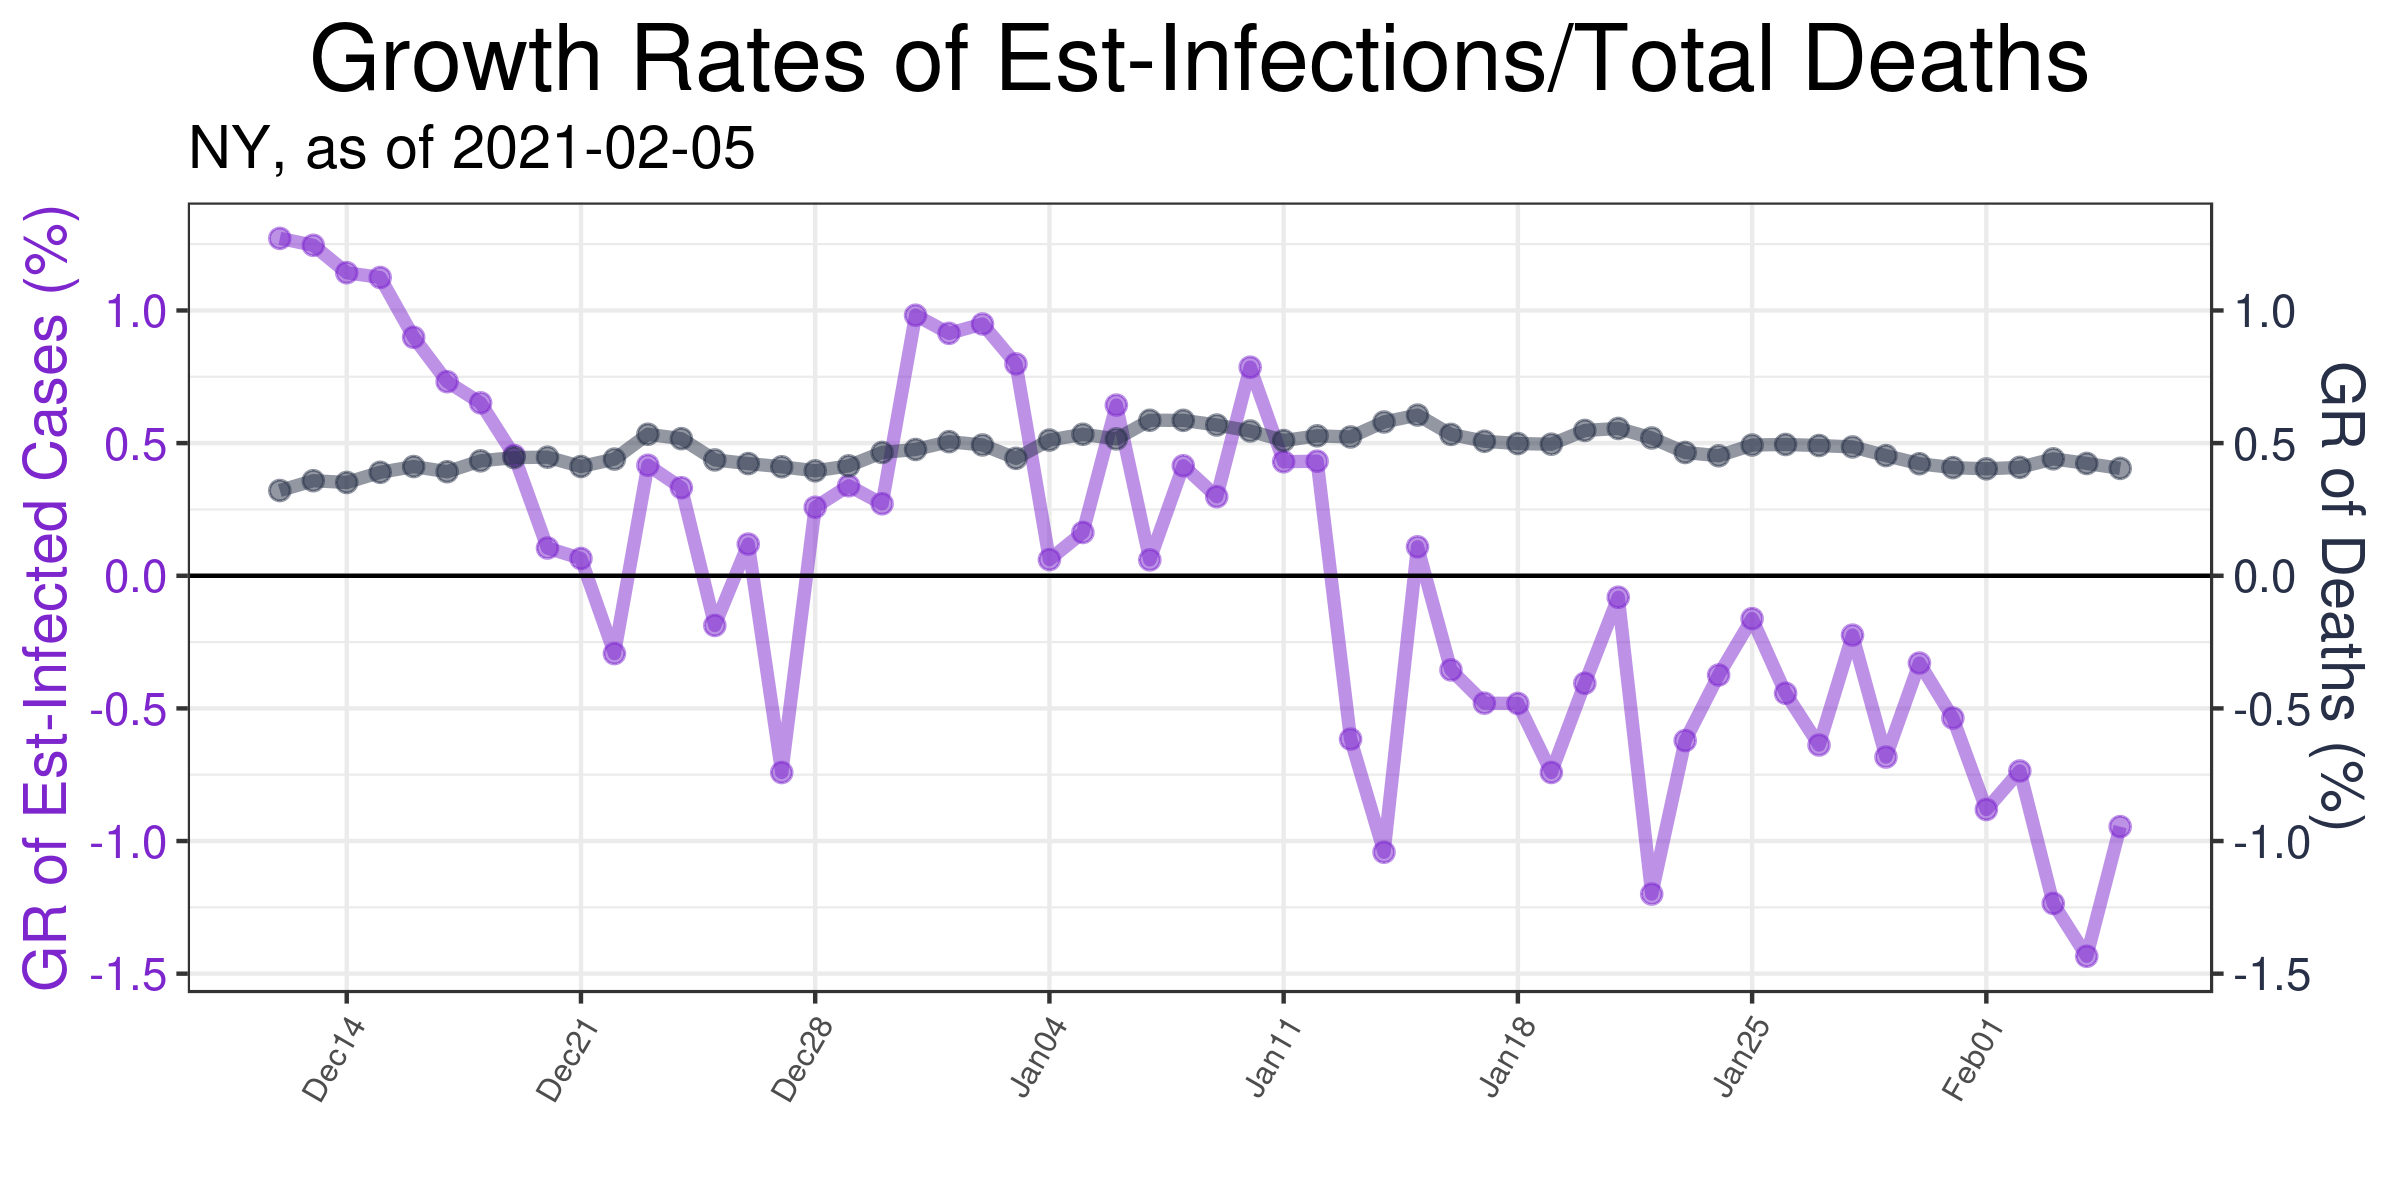 Growth Rates of Est-Infections/Total Deaths
NY, as of 2021-02-05
GR of Est-Infected Cases (%)
1.0
0.5
0.0
-0.5
-1.0
-1.5
1.0
0.5
0.0
-0.5
-1.0
-1.5
GR of Deaths (%)
Dec14
Dec21
Dec28
Jan04
Jan11
Jan18
Jan25
Feb01